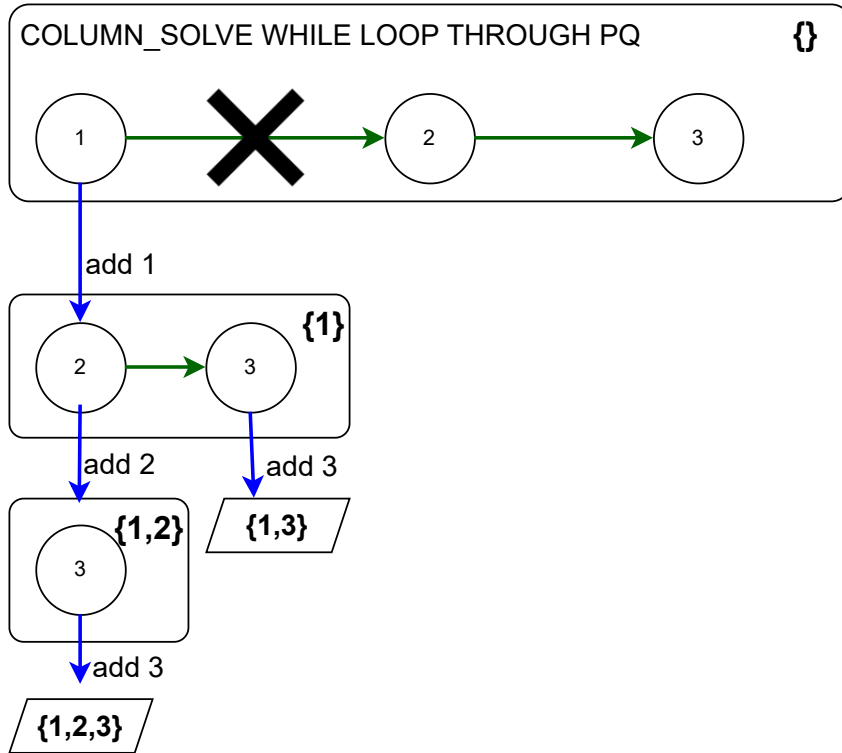 COLUMN_SOLVE WHILE LOOP THROUGH PQ {}
1 2 3
add 1
{1}
2 3
add 2 add 3
{1,2} {1,3}
3
add 3
{1,2,3}